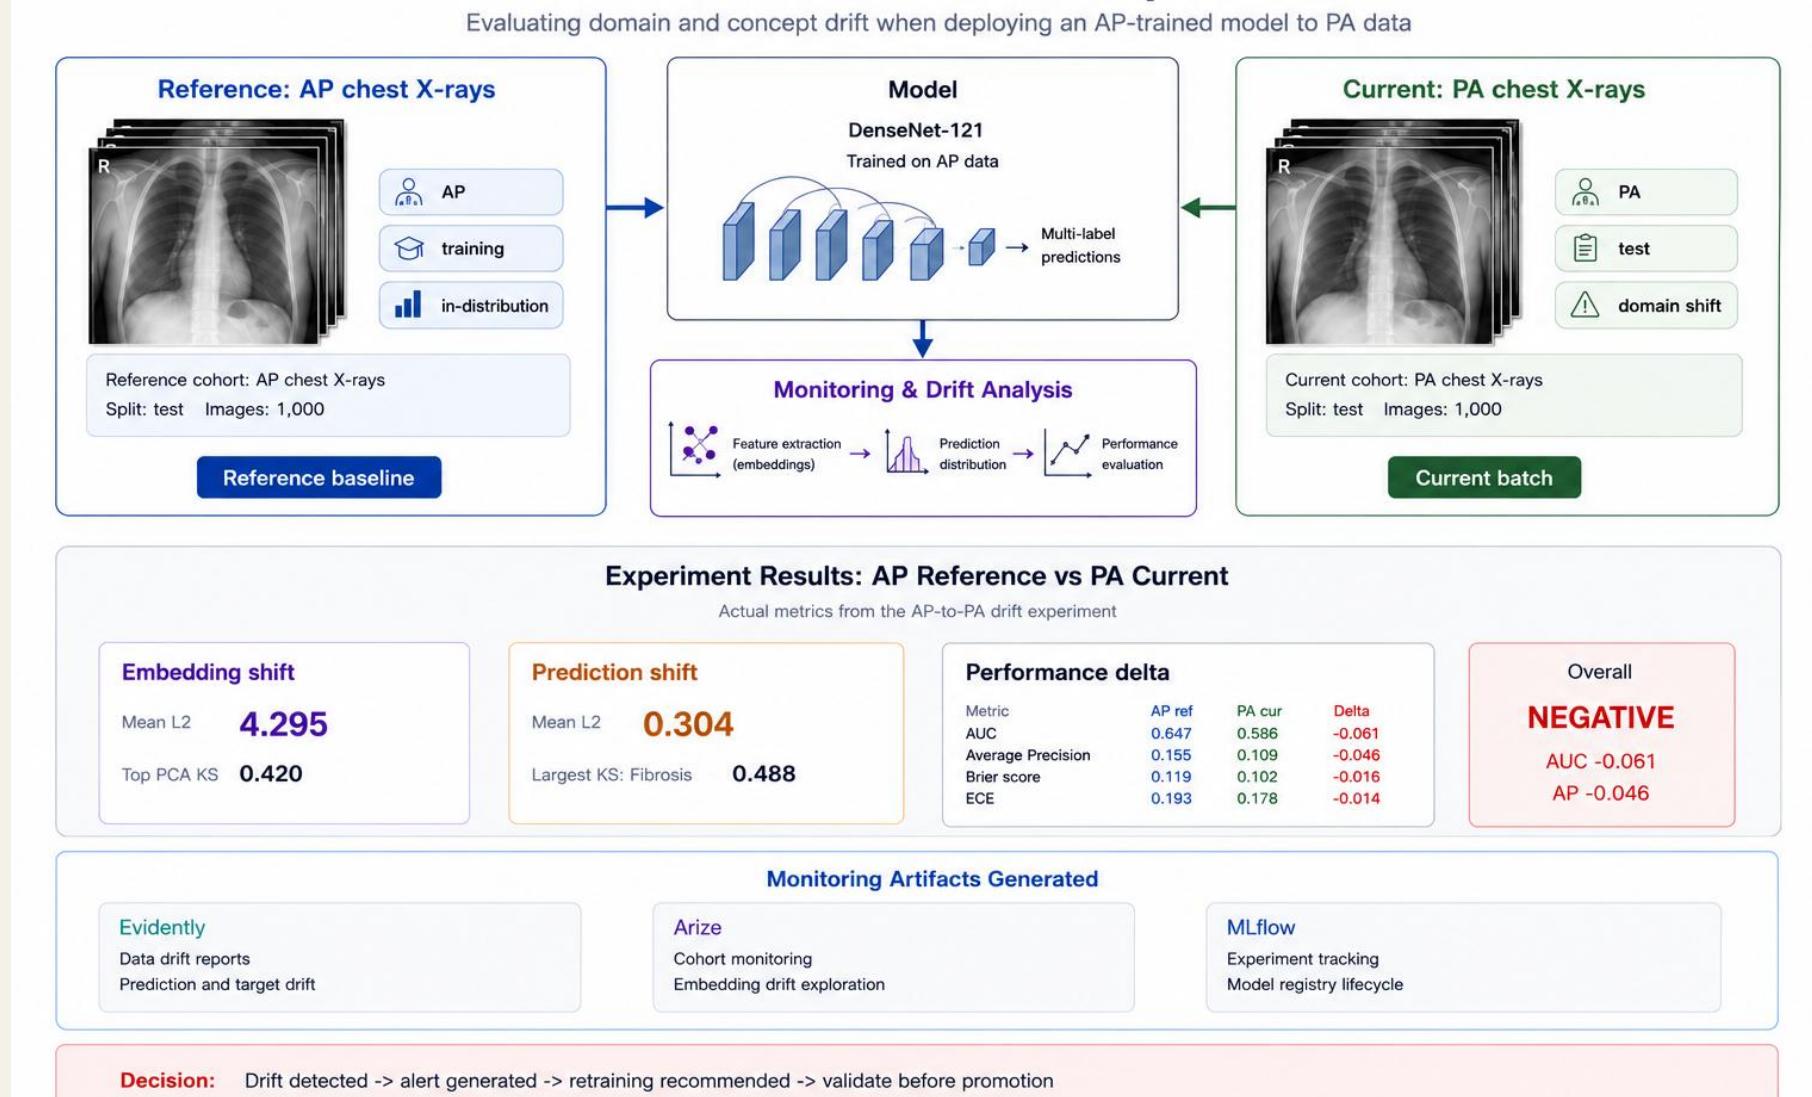 Evaluating domain and concept drift when deploying an AP-trained model to PA data
Reference: AP chest X-rays
R
AP
training
in-distribution
Reference cohort: AP chest X-rays
Split: test Images: 1,000
Reference baseline
Model
DenseNet-121
Trained on AP data
Multi-label
predictions
Monitoring & Drift Analysis
Feature extraction
(embeddings)
Prediction
distribution
Performance
evaluation
Current: PA chest X-rays
R
PA
test
domain shift
Current cohort: PA chest X-rays
Split: test Images: 1,000
Current batch
Experiment Results: AP Reference vs PA Current
Actual metrics from the AP-to-PA drift experiment
Embedding shift
Mean L2 4.295
Top PCA KS 0.420
Prediction shift
Mean L2 0.304
Largest KS: Fibrosis 0.488
Performance delta
Metric AP ref PA cur Delta
AUC 0.647 0.586 -0.061
Average Precision 0.155 0.109 -0.046
Brier score 0.119 0.102 -0.016
ECE 0.193 0.178 -0.014
Overall
NEGATIVE
AUC -0.061
AP -0.046
Monitoring Artifacts Generated
Evidently
Data drift reports
Prediction and target drift
Arize
Cohort monitoring
Embedding drift exploration
MLflow
Experiment tracking
Model registry lifecycle
Decision: Drift detected -> alert generated -> retraining recommended -> validate before promotion